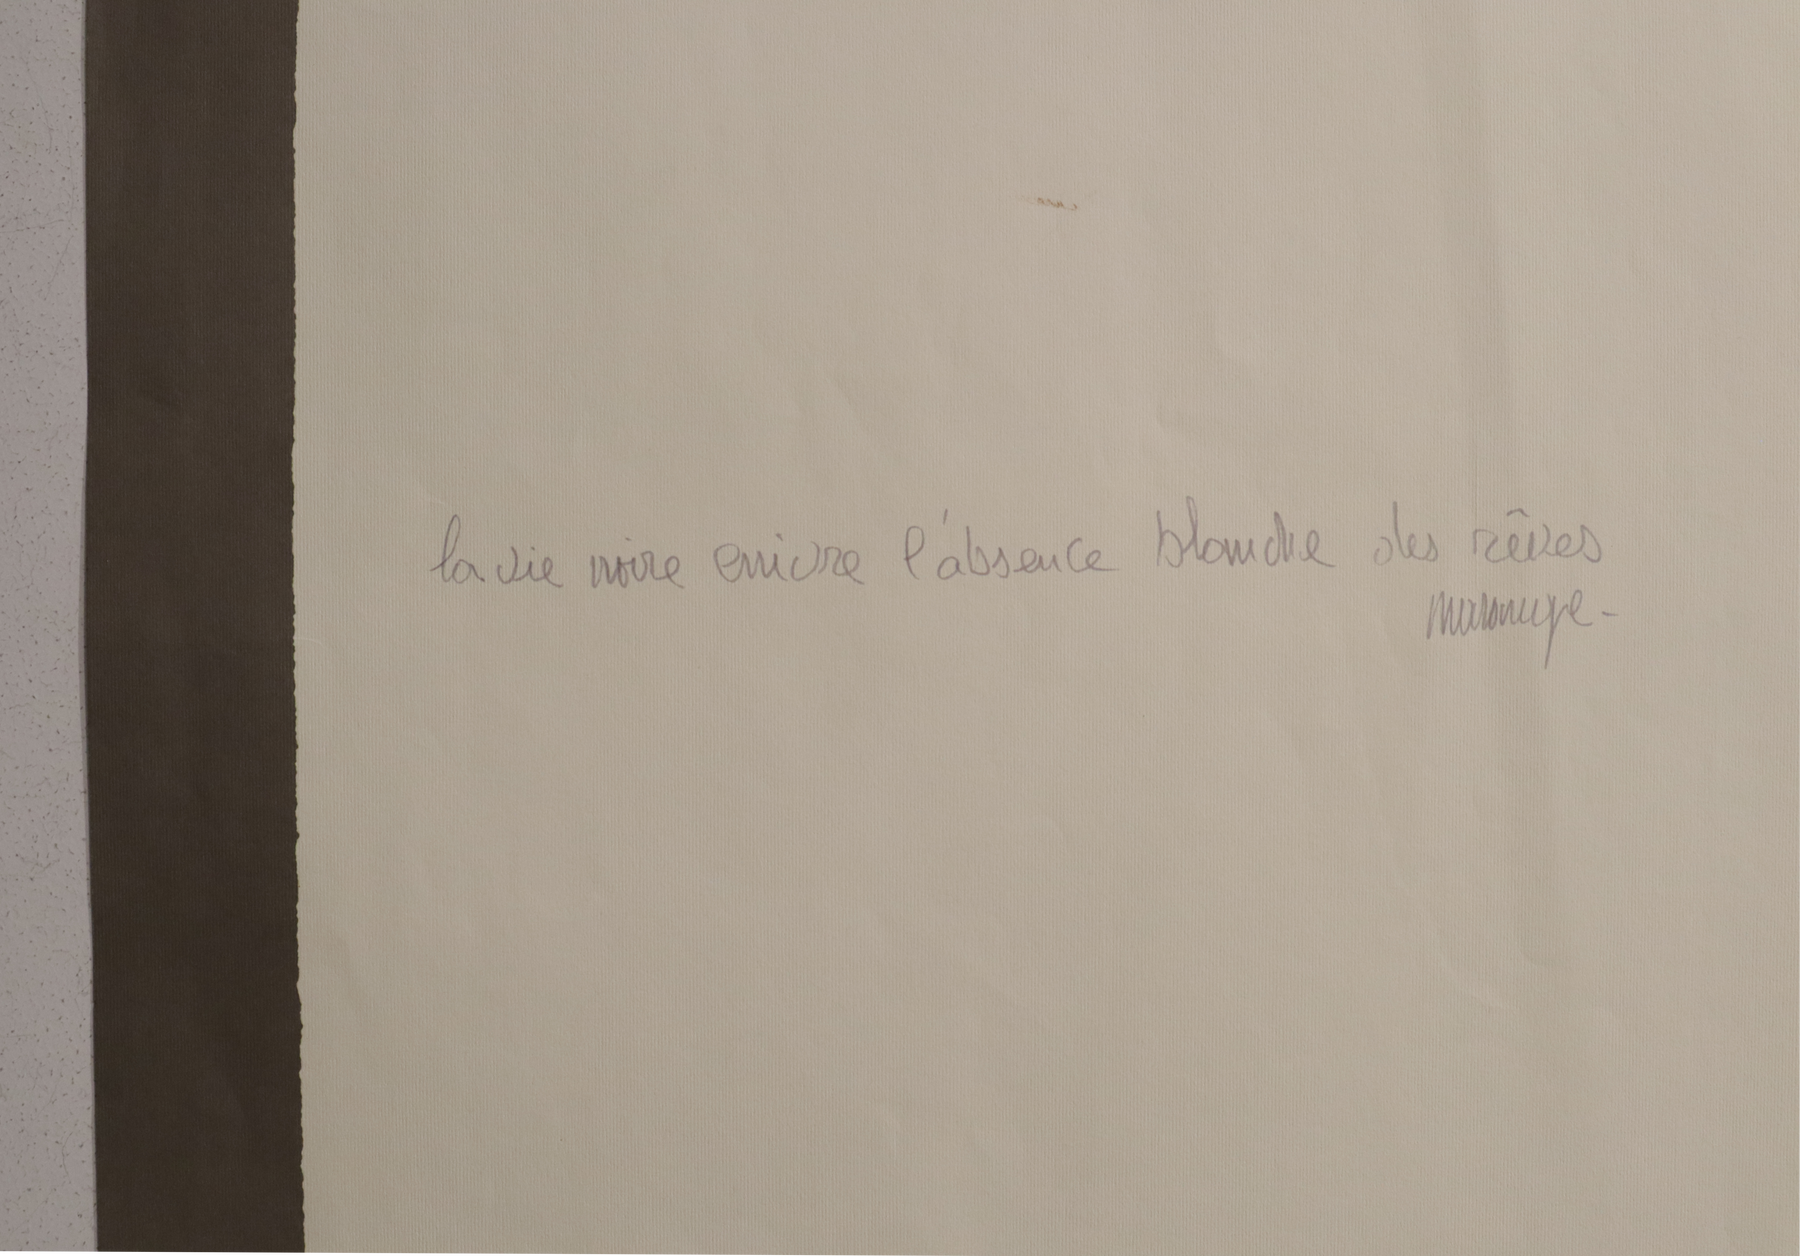 la vie noire enivre l'absence blanche des rêves